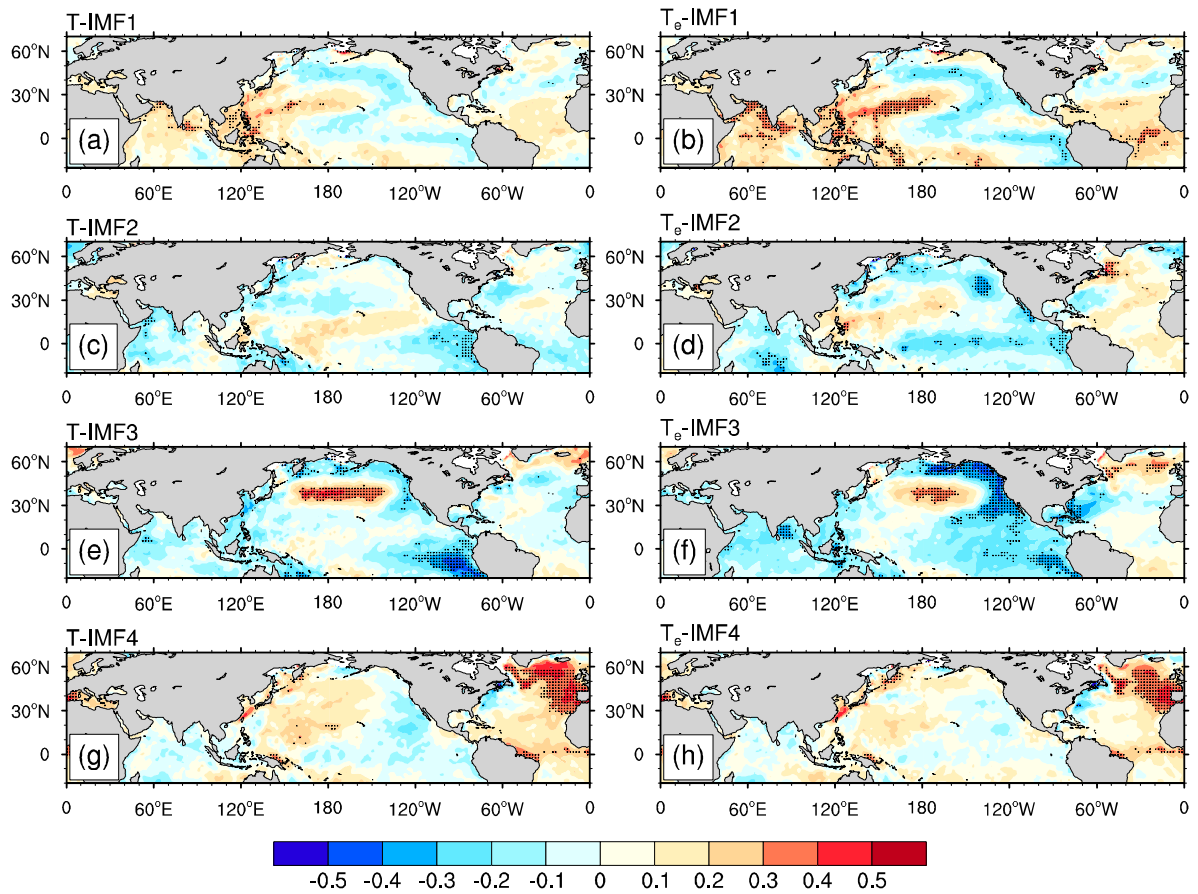 T-IMF1
Te-IMF1
60°N
30°N
0
(a)
0 60°E 120°E 180 120°W 60°W 0
60°N
30°N
0
(b)
0 60°E 120°E 180 120°W 60°W 0
T-IMF2
Te-IMF2
60°N
30°N
0
(c)
0 60°E 120°E 180 120°W 60°W 0
60°N
30°N
0
(d)
0 60°E 120°E 180 120°W 60°W 0
T-IMF3
Te-IMF3
60°N
30°N
0
(e)
0 60°E 120°E 180 120°W 60°W 0
60°N
30°N
0
(f)
0 60°E 120°E 180 120°W 60°W 0
T-IMF4
Te-IMF4
60°N
30°N
0
(g)
0 60°E 120°E 180 120°W 60°W 0
60°N
30°N
0
(h)
0 60°E 120°E 180 120°W 60°W 0
-0.5 -0.4 -0.3 -0.2 -0.1 0 0.1 0.2 0.3 0.4 0.5